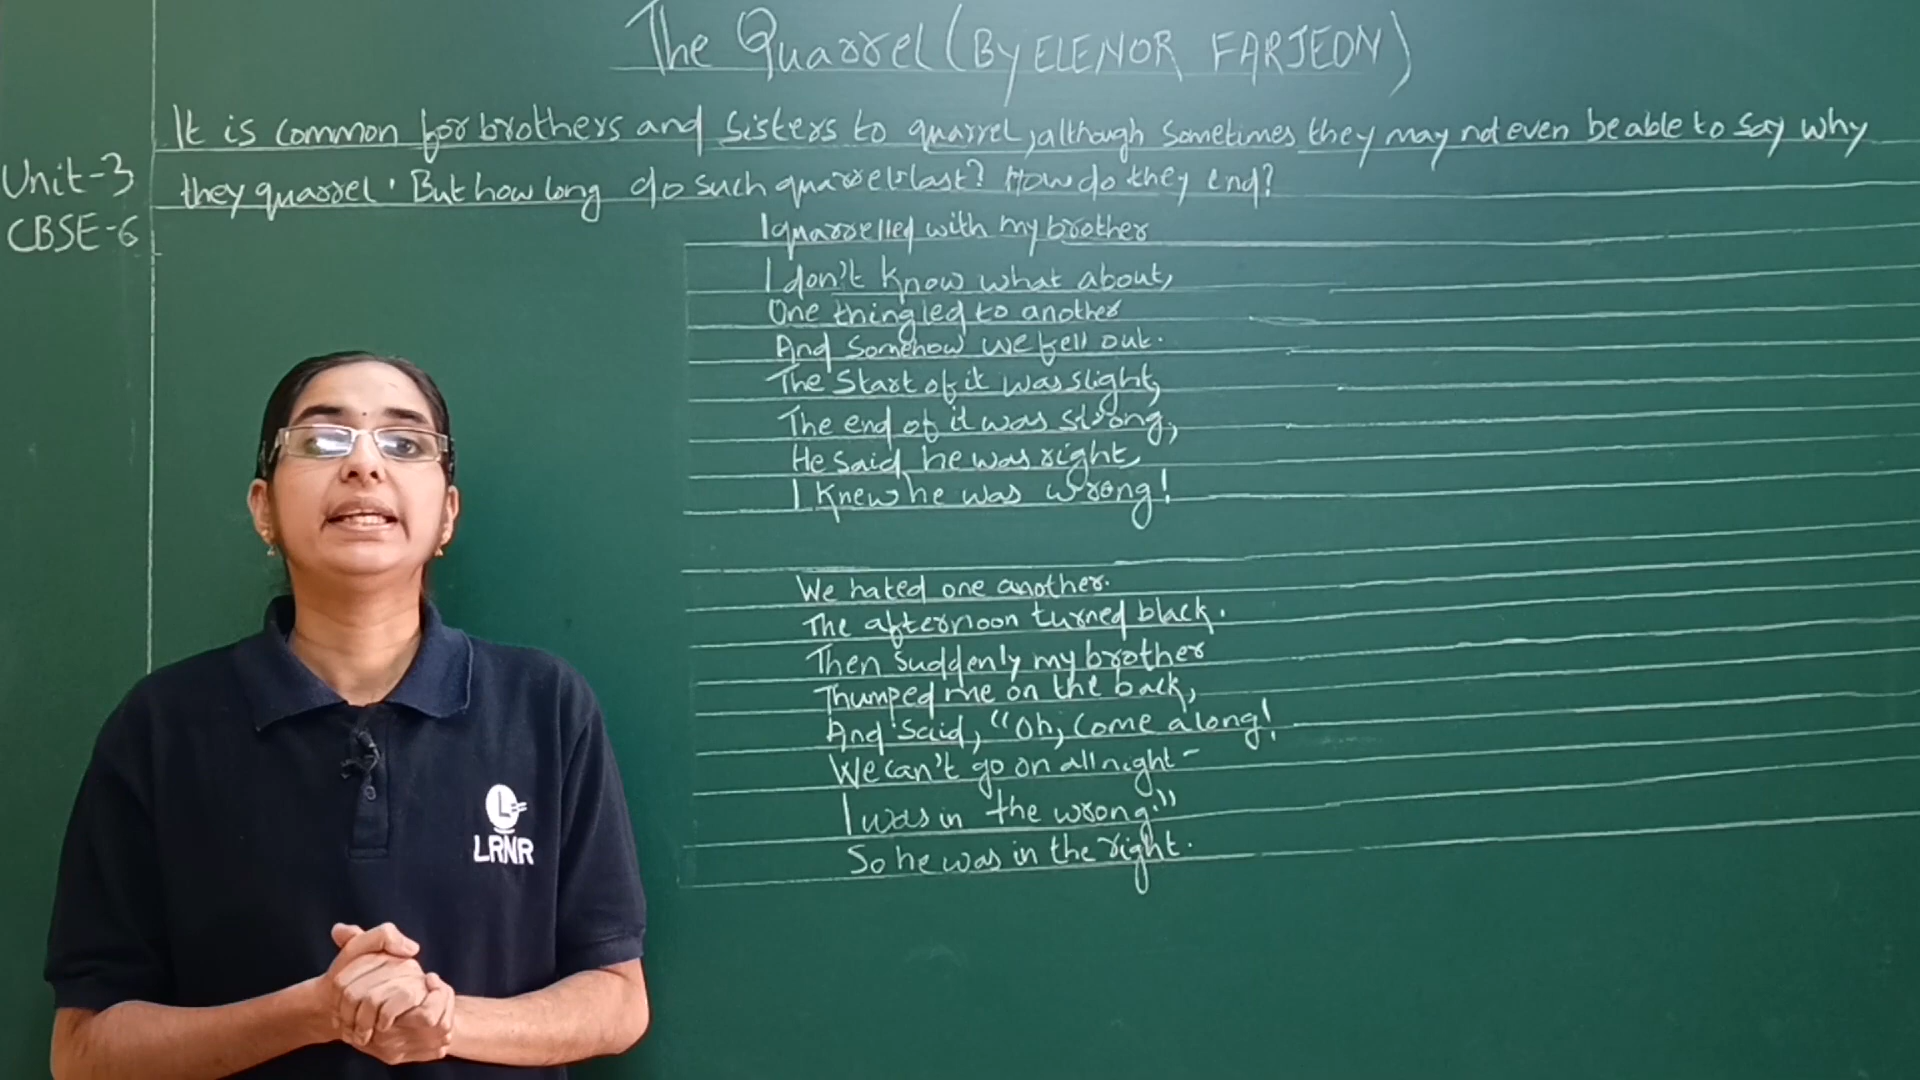 The Quarrel (By ELENOR FARJEON)
It is common for brothers and sisters to quarrel, although sometimes they may not even be able to say why
they quarrel. But how long do such quarrels last? How do they end?
Unit-3
CBSE-6
I quarrelled with my brother
I don't know what about,
One thing led to another
And somehow we fell out.
The Start of it was slight,
The end of it was strong,
He said he was right,
I knew he was wrong!
We hated one another.
The afternoon turned black.
Then suddenly my brother
Thumped me on the back,
And said, "Oh, come along!
We can't go on all night-
I was in the wrong."
So he was in the right.
L
LRNR